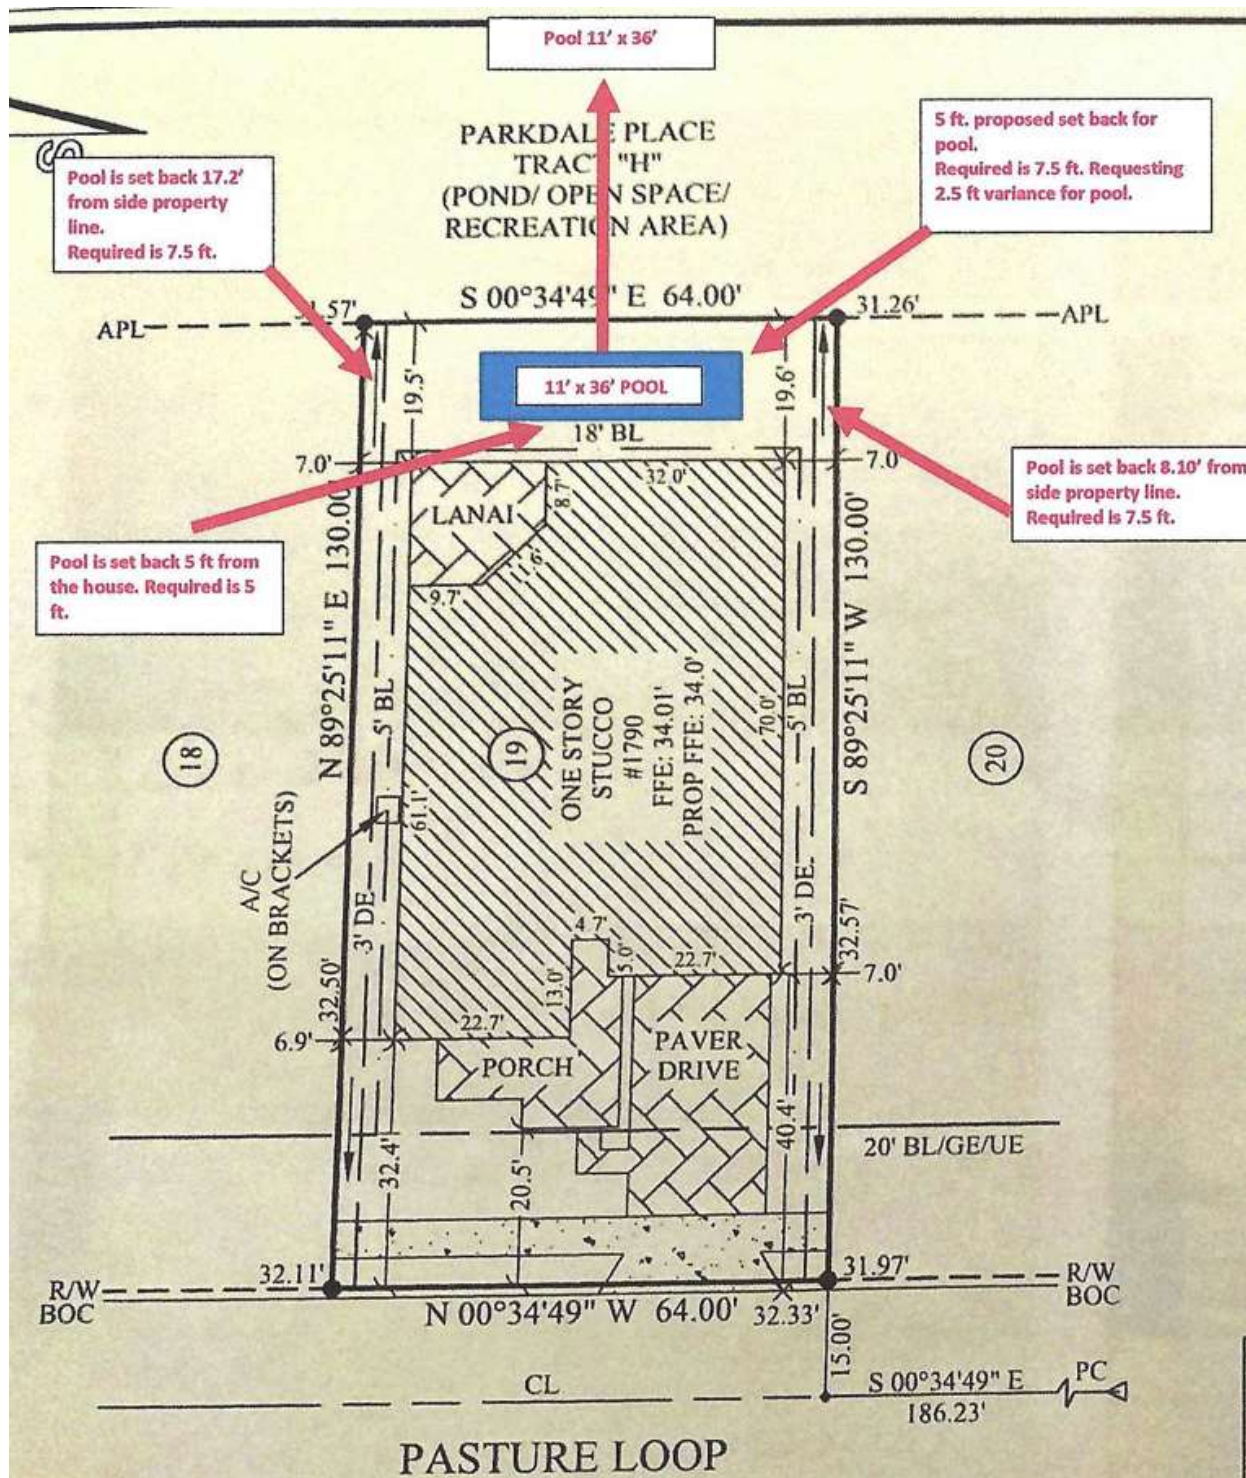 Pool 11' x 36'
PARKDALE PLACE
TRACT "H"
(POND/ OPEN SPACE/
RECREATION AREA)
5 ft. proposed set back for
pool.
Required is 7.5 ft. Requesting
2.5 ft variance for pool.
S
Pool is set back 17.2'
from side property
line.
Required is 7.5 ft.
S 00°34'49" E 64.00'
.57'
31.26'
APL
APL
11' x 36' POOL
19.5'
19.6'
18' BL
7.0'
7.0'
32.0'
LANAI
8.7'
11.6'
9.7'
Pool is set back 8.10' from
side property line.
Required is 7.5 ft.
Pool is set back 5 ft from
the house. Required is 5
ft.
N 89°25'11" E 130.00'
S 89°25'11" W 130.00'
5' BL
5' BL
70.0'
18
19
20
ONE STORY
STUCCO
#1790
FFE: 34.01'
PROP FFE: 34.0'
61.1'
A/C
(ON BRACKETS)
3' DE
3' DE
4.7'
5.0'
22.7'
13.0'
32.50'
32.57'
7.0'
6.9'
22.7'
PORCH
PAVER
DRIVE
20' BL/GE/UE
32.4'
20.5'
40.4'
32.11'
31.97'
R/W
BOC
R/W
BOC
N 00°34'49" W 64.00'
32.33'
15.00'
CL
S 00°34'49" E
186.23'
PC
PASTURE LOOP